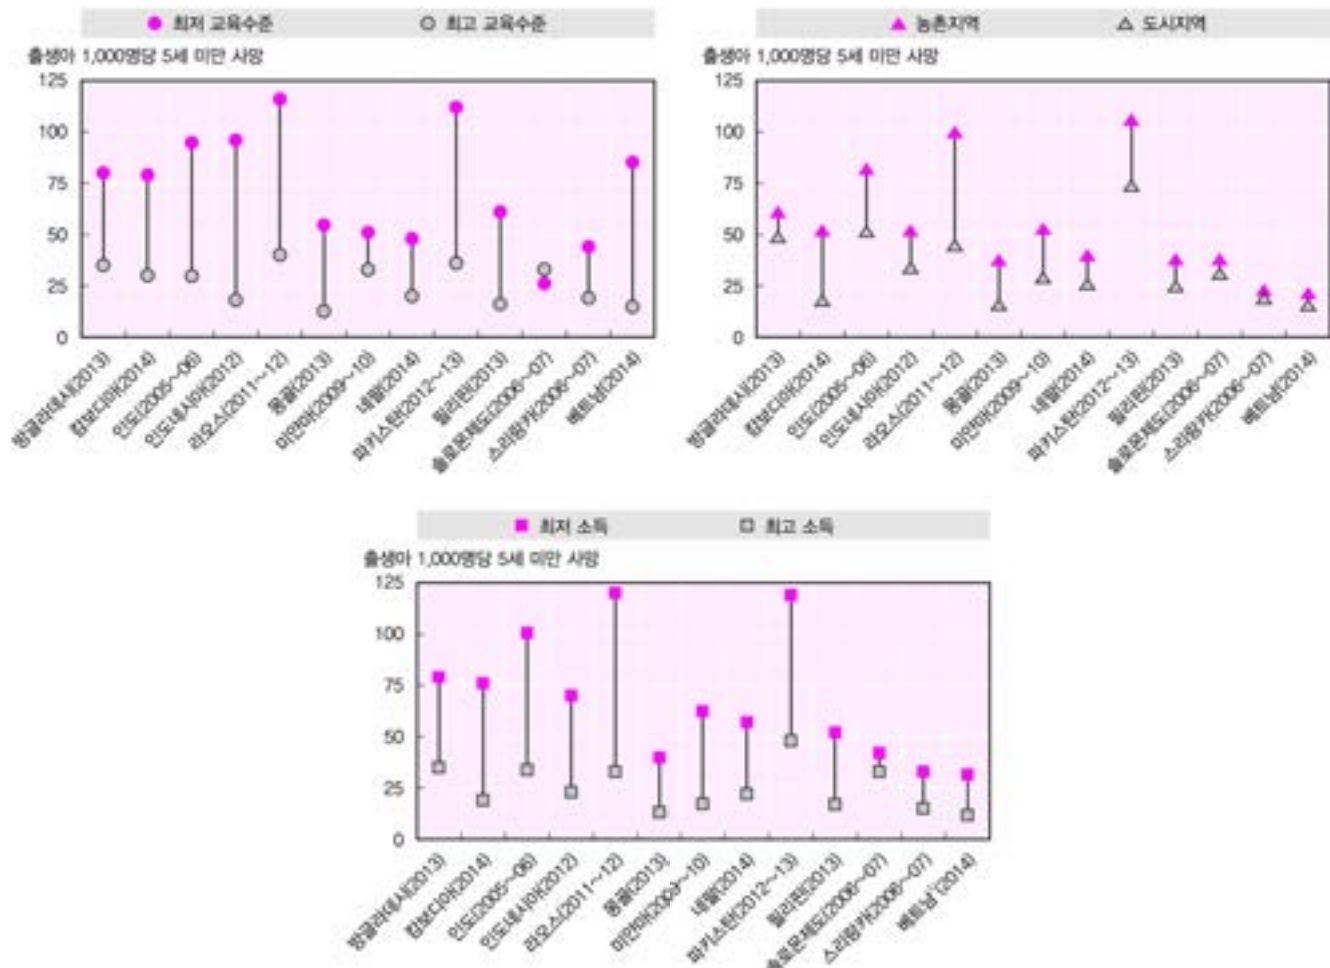 최저 교육수준 최고 교육수준
출생아 1,000명당 5세 미만 사망
125
100
75
50
25
0
방글라데시(2013)
캄보디아(2014)
인도(2005~06)
인도네시아(2012)
라오스(2011~12)
몽골(2013)
미얀마(2009~10)
네팔(2014)
파키스탄(2012~13)
필리핀(2013)
솔로몬제도(2006~07)
스리랑카(2006~07)
베트남(2014)
농촌지역 도시지역
출생아 1,000명당 5세 미만 사망
125
100
75
50
25
0
방글라데시(2013)
캄보디아(2014)
인도(2005~06)
인도네시아(2012)
라오스(2011~12)
몽골(2013)
미얀마(2009~10)
네팔(2014)
파키스탄(2012~13)
필리핀(2013)
솔로몬제도(2006~07)
스리랑카(2006~07)
베트남(2014)
최저 소득 최고 소득
출생아 1,000명당 5세 미만 사망
125
100
75
50
25
0
방글라데시(2013)
캄보디아(2014)
인도(2005~06)
인도네시아(2012)
라오스(2011~12)
몽골(2013)
미얀마(2009~10)
네팔(2014)
파키스탄(2012~13)
필리핀(2013)
솔로몬제도(2006~07)
스리랑카(2006~07)
베트남(2014)